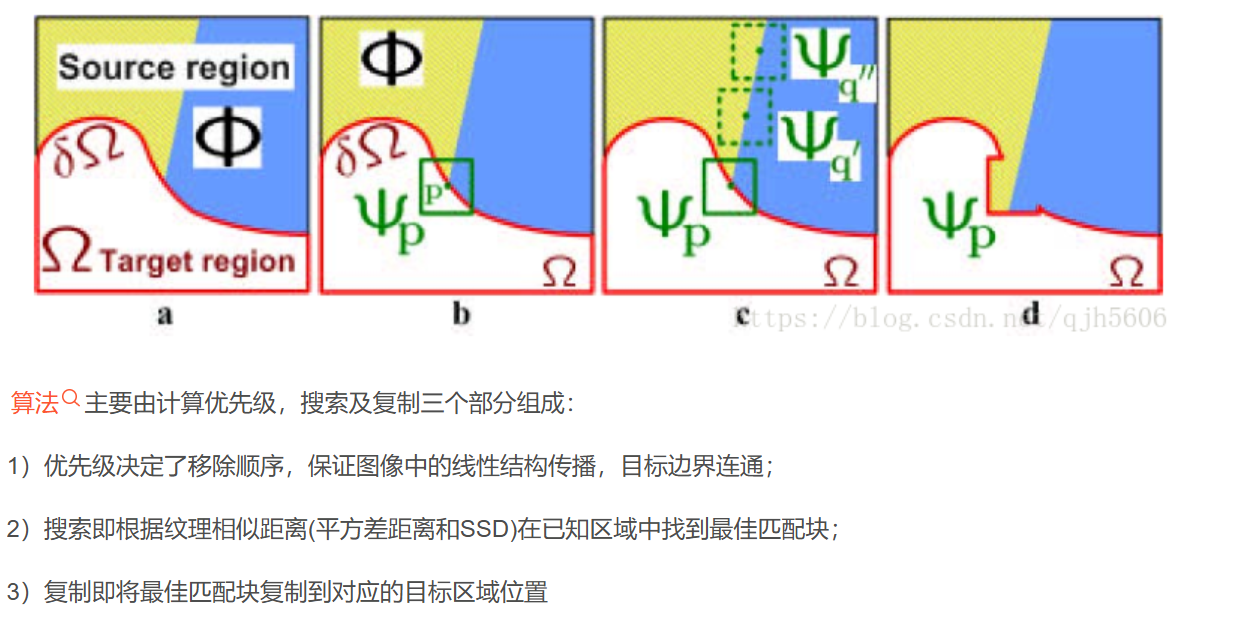 Source region
Φ
δΩ
Ω Target region
a
Φ
δΩ
p
Ψp
Ω
b
Ψq''
Ψq'
Ψp
Ω
c
Ψp
Ω
d
https://blog.csdn.net/qjh5606
算法主要由计算优先级，搜索及复制三个部分组成：
1）优先级决定了移除顺序，保证图像中的线性结构传播，目标边界连通；
2）搜索即根据纹理相似距离(平方差距离和SSD)在已知区域中找到最佳匹配块；
3）复制即将最佳匹配块复制到对应的目标区域位置